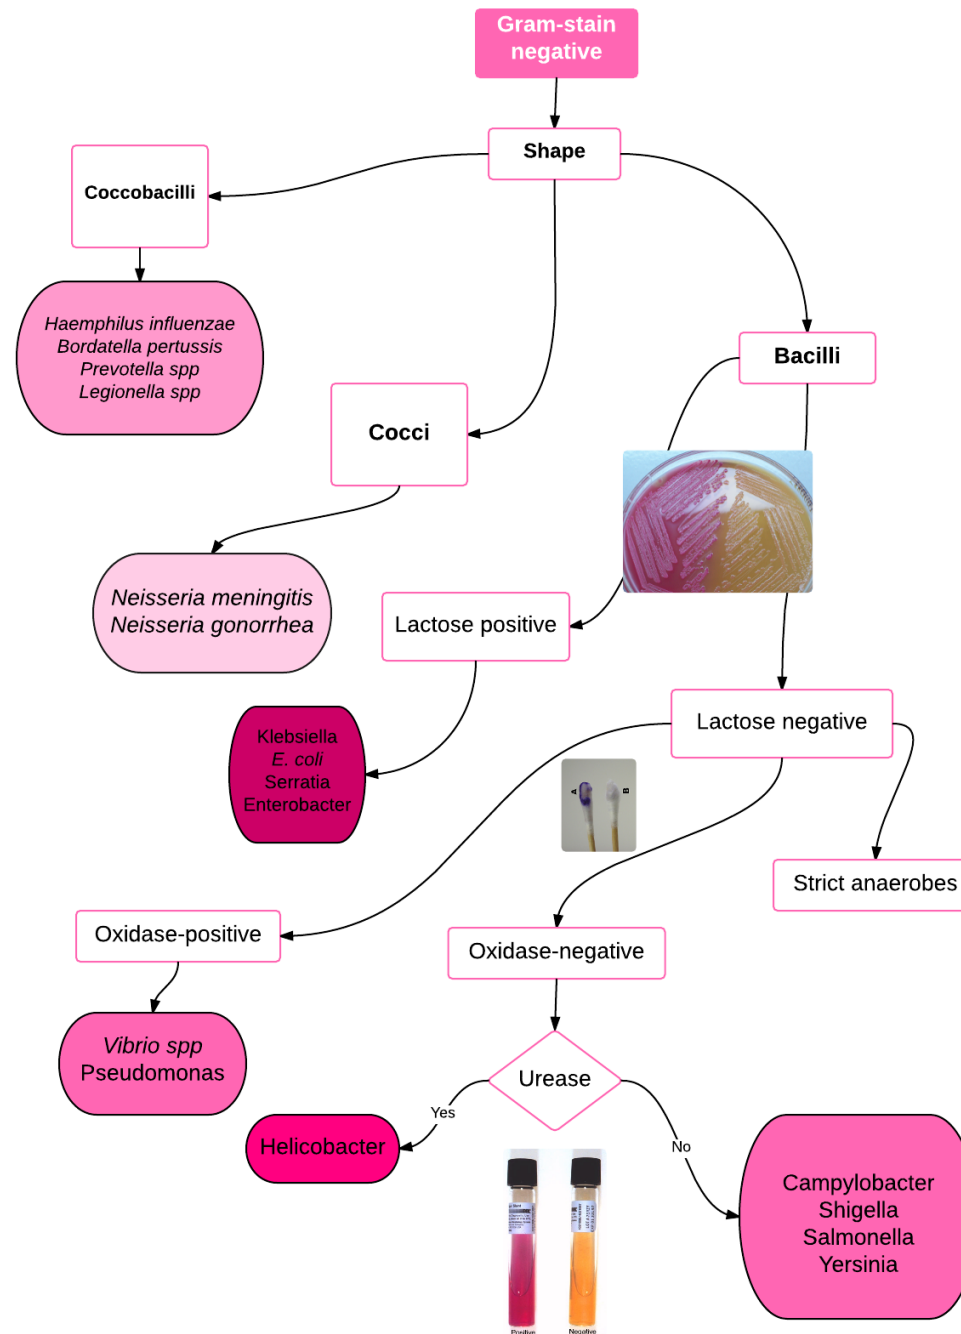 Gram-stain
negative
Shape
Coccobacilli
Haemphilus influenzae
Bordatella pertussis
Prevotella spp
Legionella spp
Bacilli
Cocci
Neisseria meningitis
Neisseria gonorrhea
Lactose positive
Klebsiella
E. coli
Serratia
Enterobacter
Lactose negative
A
B
Strict anaerobes
Oxidase-positive
Oxidase-negative
Vibrio spp
Pseudomonas
Urease
Yes
No
Helicobacter
Campylobacter
Shigella
Salmonella
Yersinia
Positive
Negative